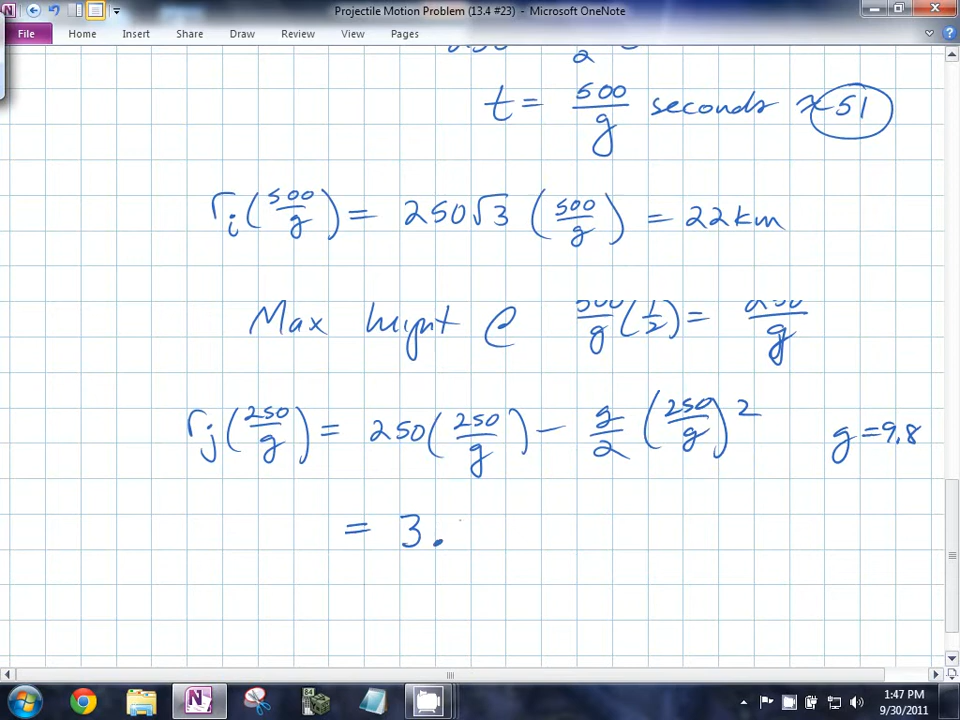 Projectile Motion Problem (13.4 #23) - Microsoft OneNote
File Home Insert Share Draw Review View Pages
2
t = 500/g seconds ≈ 51
r_i(500/g) = 250√3 (500/g) = 22 km
Max height @ 500/g (1/2) = 250/g
r_j(250/g) = 250(250/g) - g/2 (250/g)² g = 9.8
= 3.
1:47 PM
9/30/2011